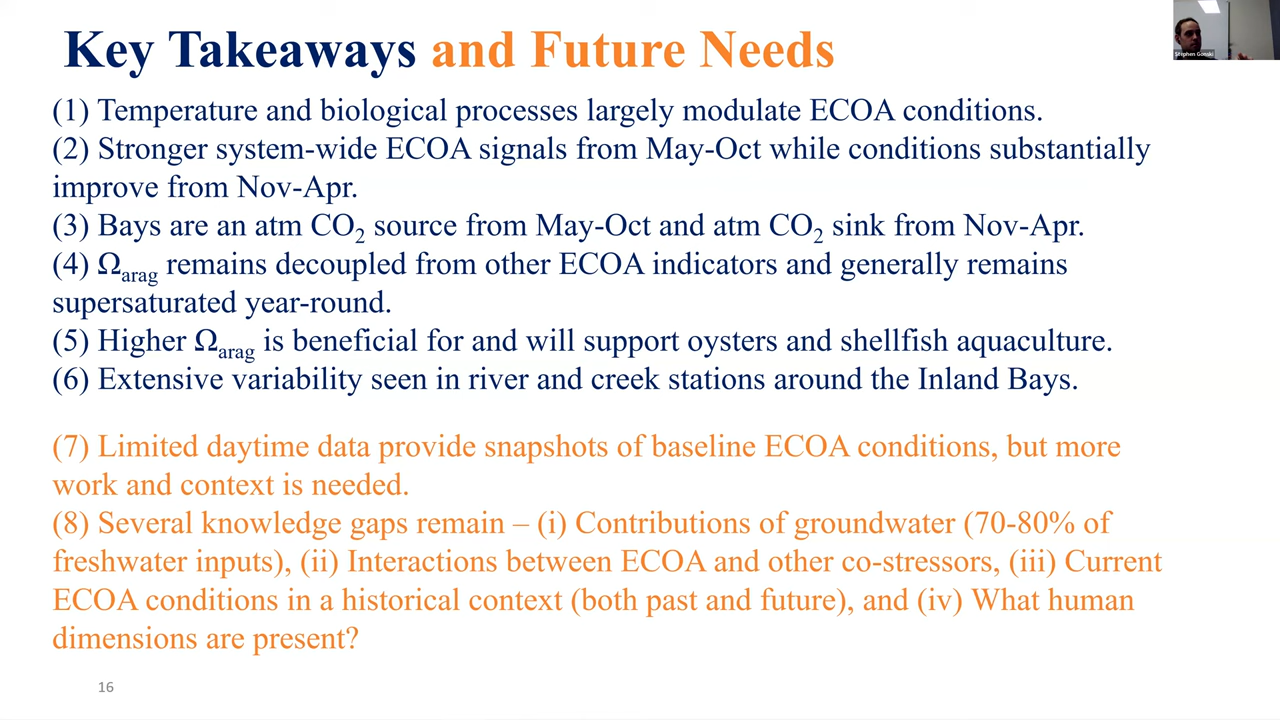 Key Takeaways and Future Needs
Stephen Gonski
(1) Temperature and biological processes largely modulate ECOA conditions.
(2) Stronger system-wide ECOA signals from May-Oct while conditions substantially
improve from Nov-Apr.
(3) Bays are an atm CO₂ source from May-Oct and atm CO₂ sink from Nov-Apr.
(4) Ωarag remains decoupled from other ECOA indicators and generally remains
supersaturated year-round.
(5) Higher Ωarag is beneficial for and will support oysters and shellfish aquaculture.
(6) Extensive variability seen in river and creek stations around the Inland Bays.
(7) Limited daytime data provide snapshots of baseline ECOA conditions, but more
work and context is needed.
(8) Several knowledge gaps remain – (i) Contributions of groundwater (70-80% of
freshwater inputs), (ii) Interactions between ECOA and other co-stressors, (iii) Current
ECOA conditions in a historical context (both past and future), and (iv) What human
dimensions are present?
16